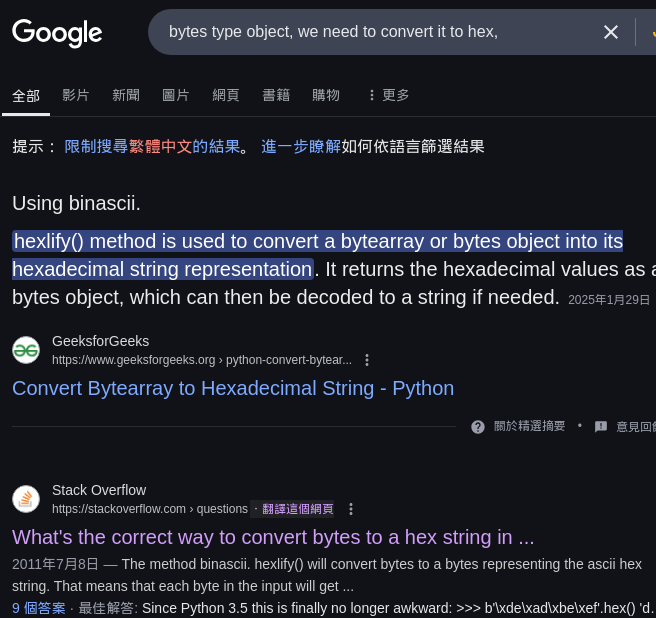 Google
bytes type object, we need to convert it to hex,
全部 影片 新聞 圖片 網頁 書籍 購物 更多
提示： 限制搜尋繁體中文的結果。 進一步瞭解如何依語言篩選結果
Using binascii.
hexlify() method is used to convert a bytearray or bytes object into its
hexadecimal string representation. It returns the hexadecimal values as a
bytes object, which can then be decoded to a string if needed. 2025年1月29日
GeeksforGeeks
https://www.geeksforgeeks.org › python-convert-bytear...
Convert Bytearray to Hexadecimal String - Python
關於精選摘要 • 意見回
Stack Overflow
https://stackoverflow.com › questions · 翻譯這個網頁
What's the correct way to convert bytes to a hex string in ...
2011年7月8日 — The method binascii. hexlify() will convert bytes to a bytes representing the ascii hex
string. That means that each byte in the input will get ...
9 個答案 · 最佳解答: Since Python 3.5 this is finally no longer awkward: >>> b'\xde\xad\xbe\xef'.hex() 'd